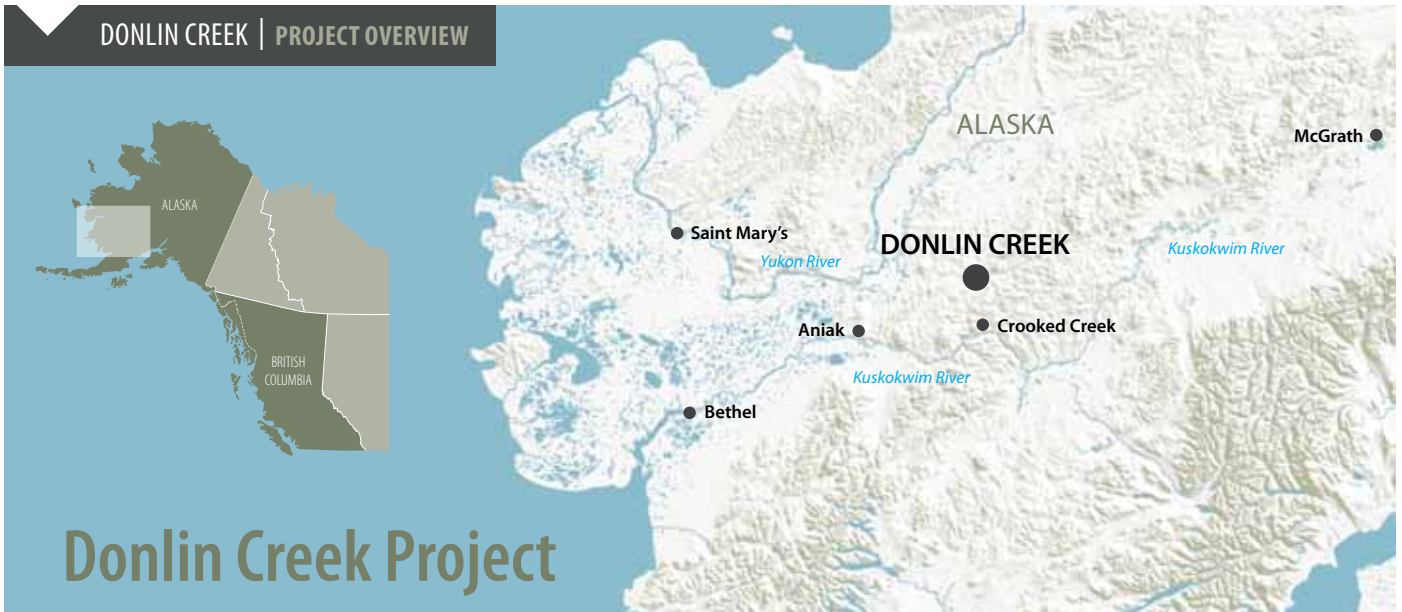 DONLIN CREEK | PROJECT OVERVIEW
ALASKA
BRITISH
COLUMBIA
ALASKA
McGrath
Saint Mary's
Yukon River
DONLIN CREEK
Kuskokwim River
Aniak
Crooked Creek
Kuskokwim River
Bethel
Donlin Creek Project